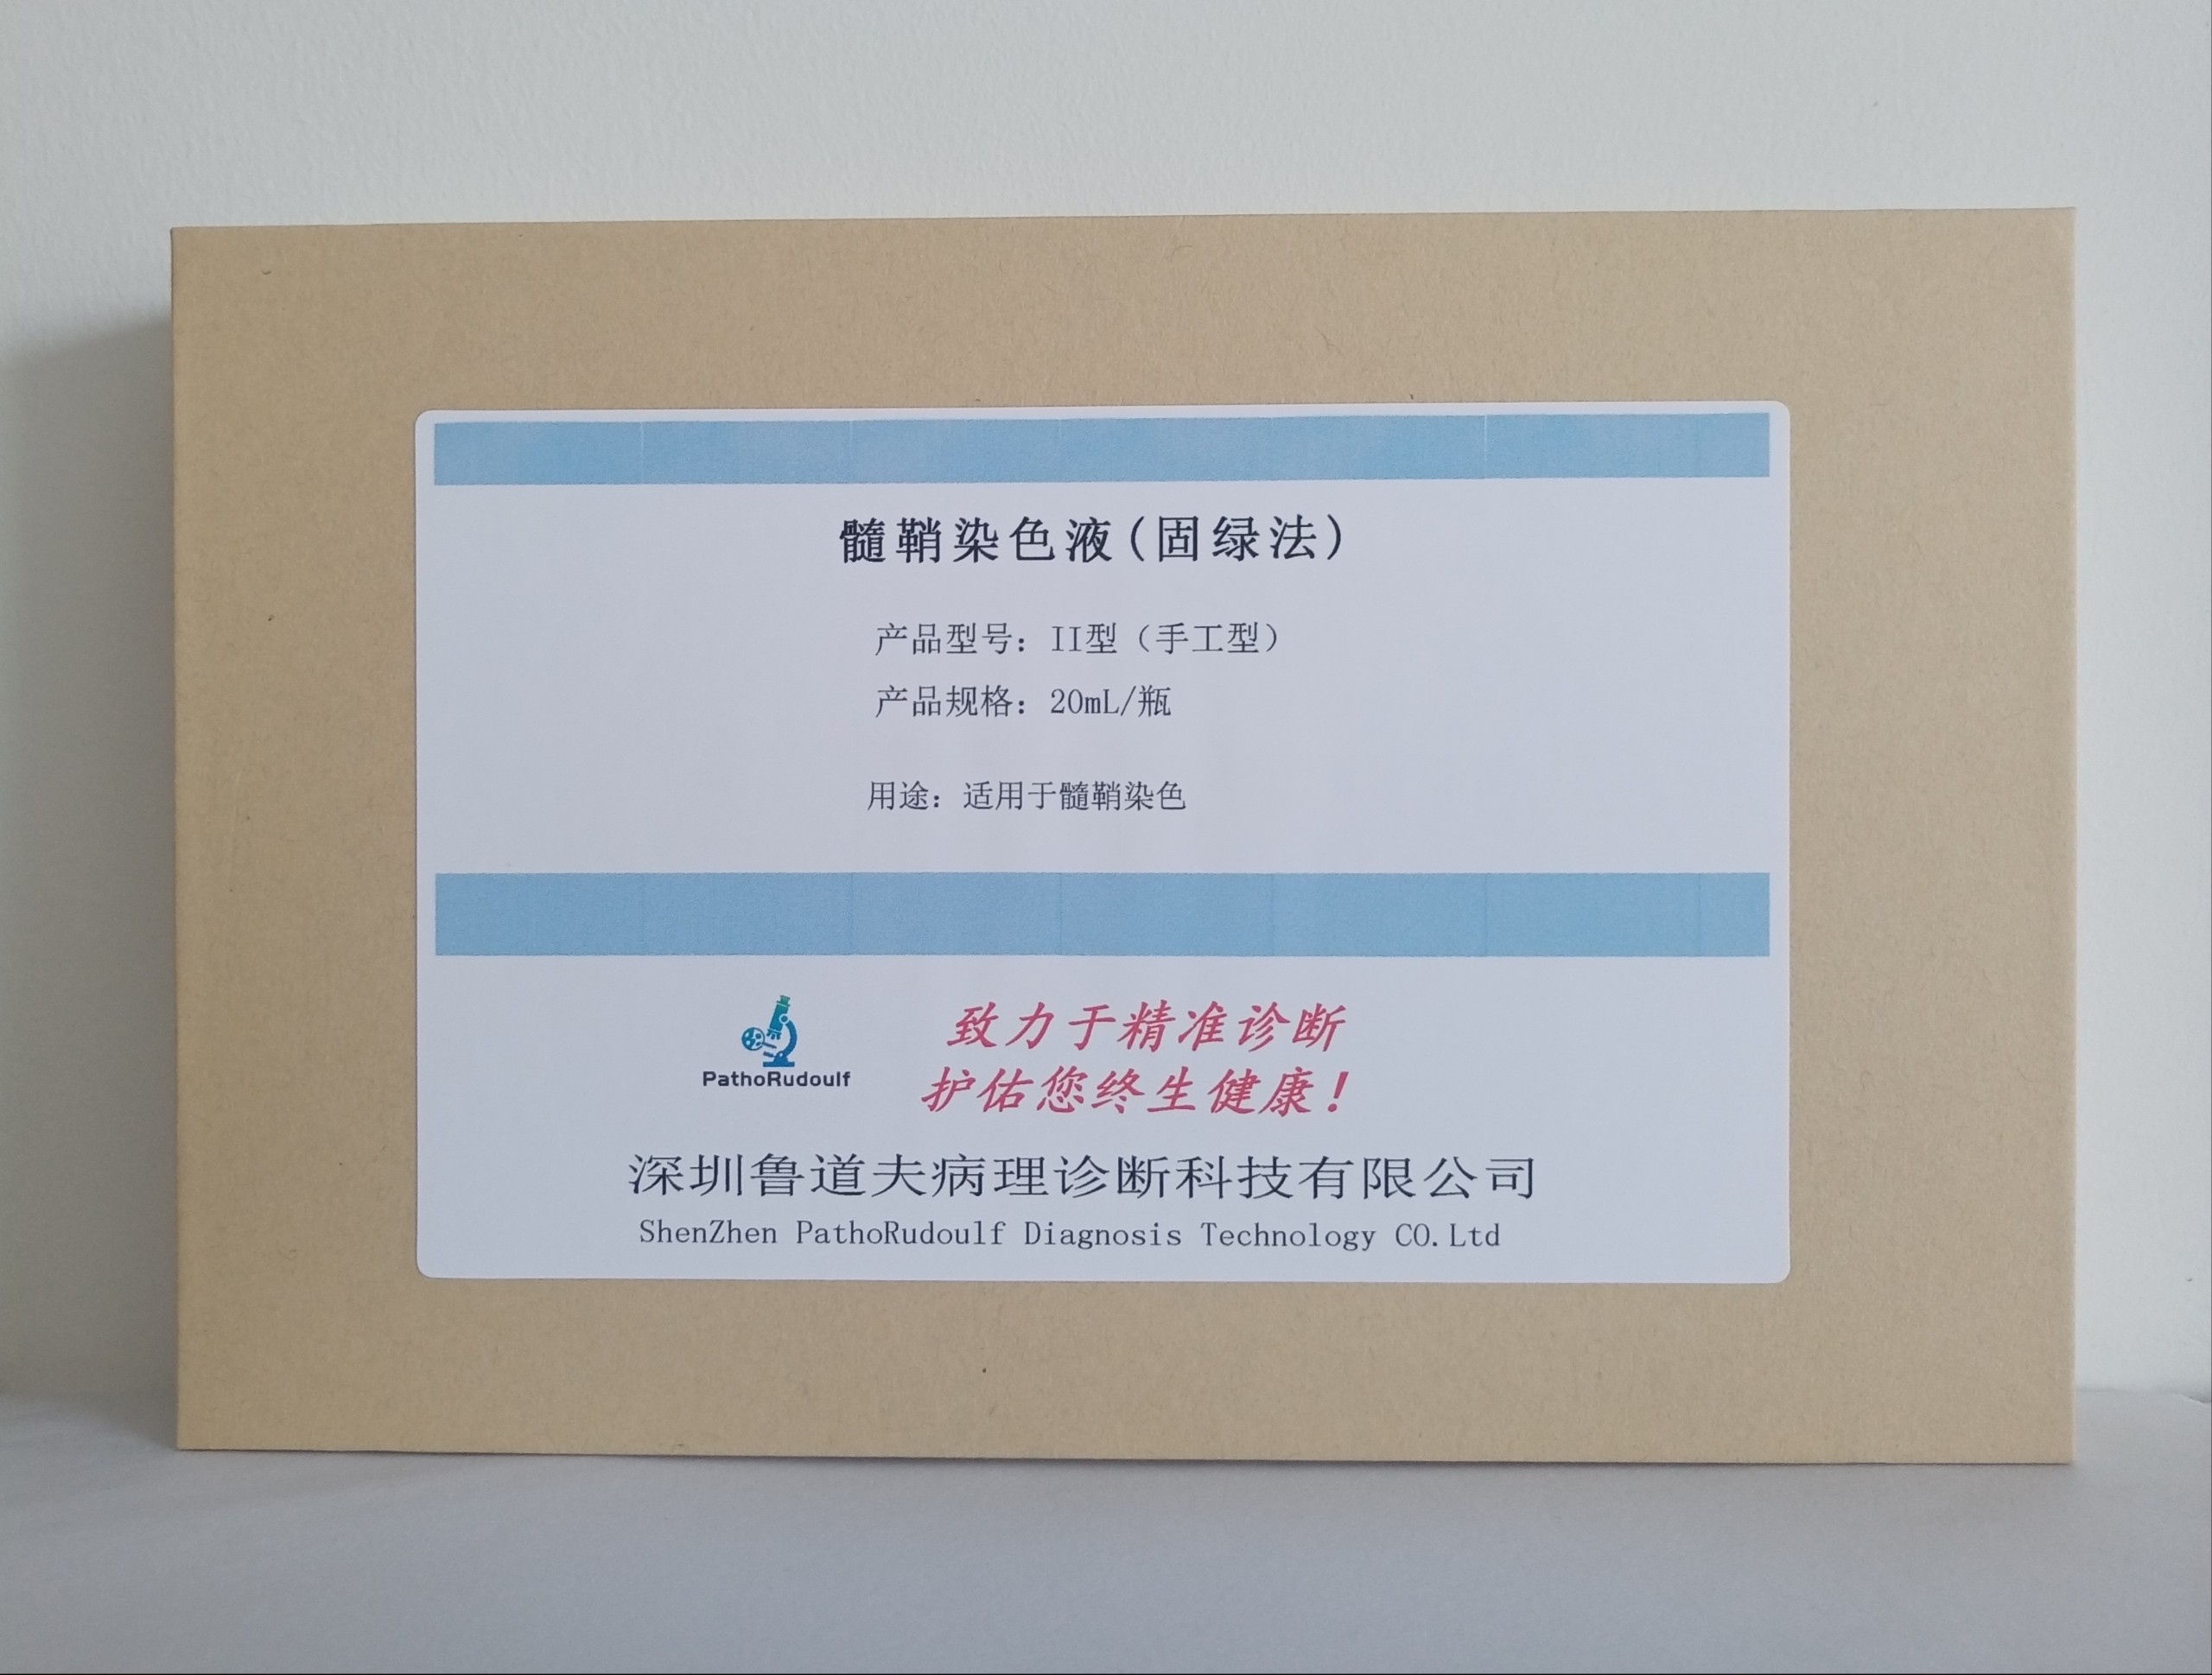 髓鞘染色液(固绿法)
产品型号：II型（手工型）
产品规格：20mL/瓶
用途：适用于髓鞘染色
PathoRudoulf
致力于精准诊断
护佑您终生健康！
深圳鲁道夫病理诊断科技有限公司
ShenZhen PathoRudoulf Diagnosis Technology CO.Ltd